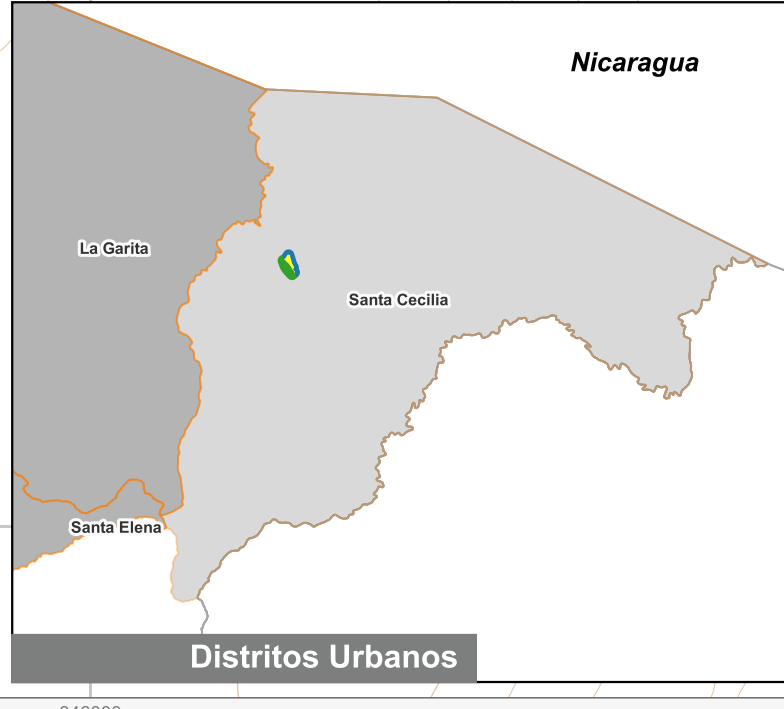 Nicaragua
La Garita
Santa Cecilia
Santa Elena
Distritos Urbanos